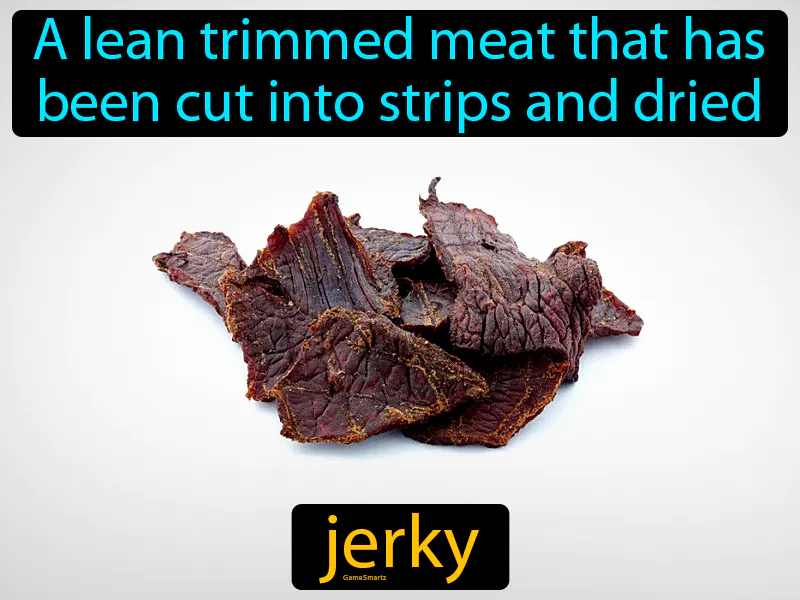 A lean trimmed meat that has
been cut into strips and dried
jerky
GameSmartz